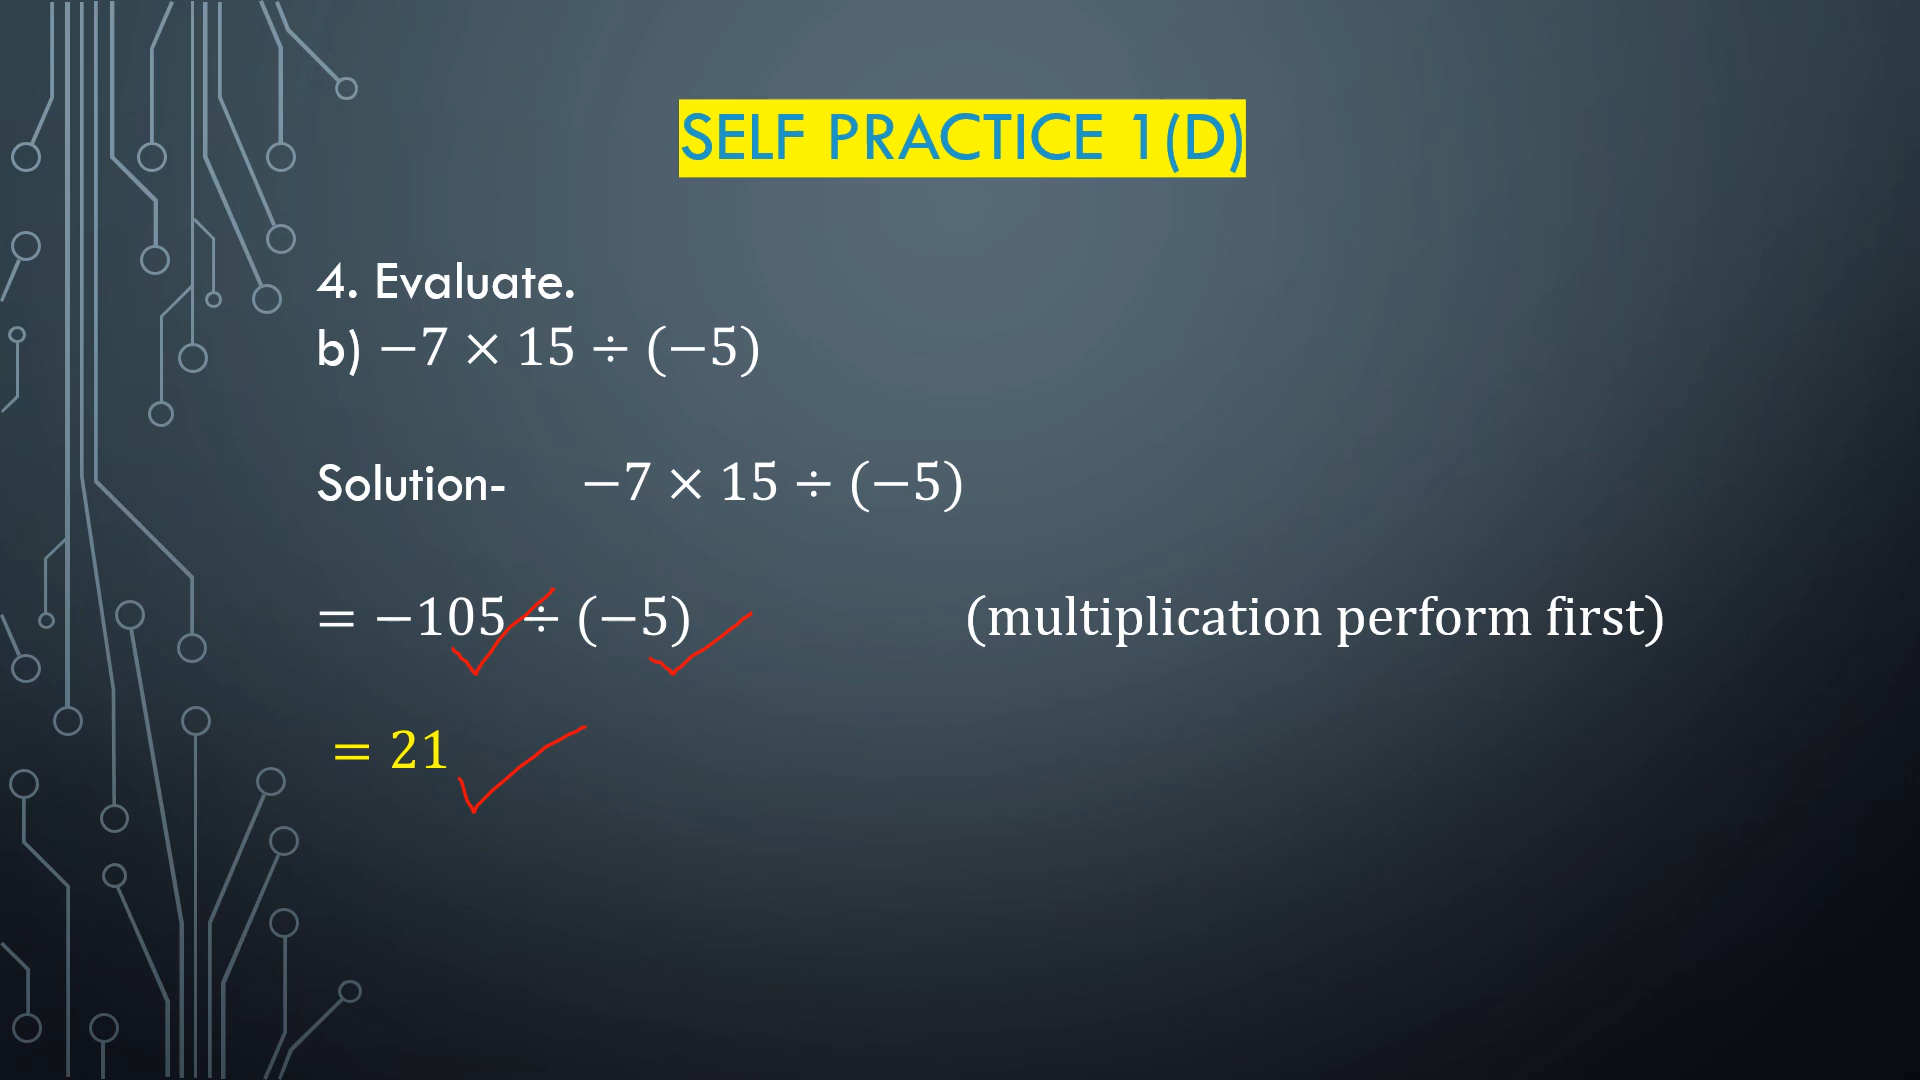 SELF PRACTICE 1(D)
4. Evaluate.
b) −7 × 15 ÷ (−5)
Solution- −7 × 15 ÷ (−5)
= −105 ÷ (−5) (multiplication perform first)
= 21